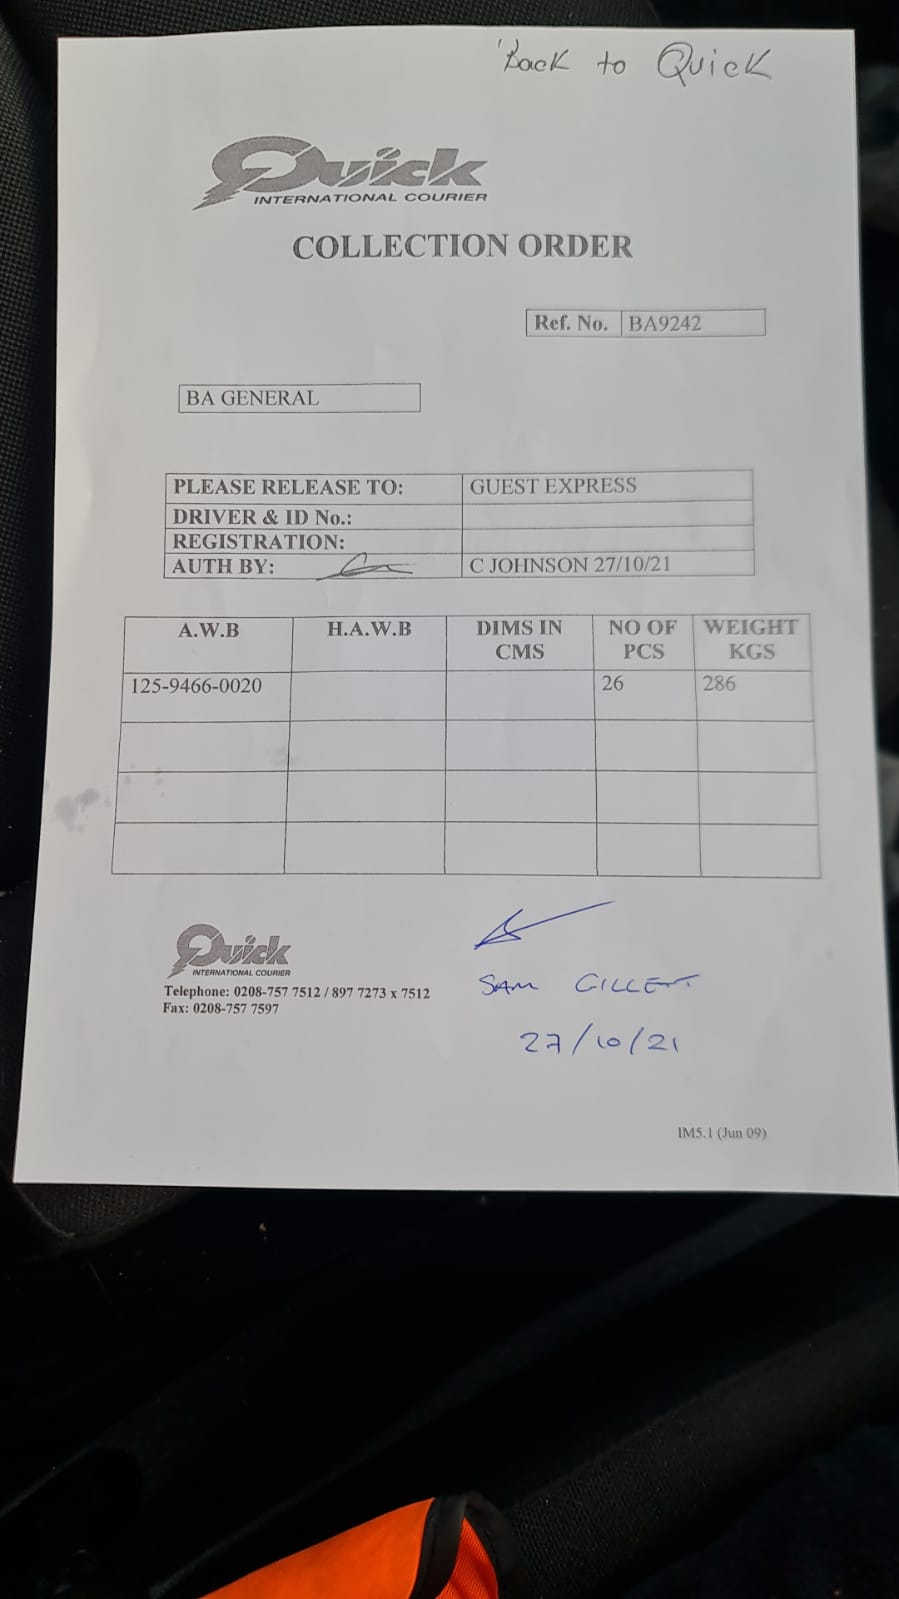 Back to Quick
Quick
INTERNATIONAL COURIER
COLLECTION ORDER
Ref. No. BA9242
BA GENERAL
PLEASE RELEASE TO: GUEST EXPRESS
DRIVER & ID No.:
REGISTRATION:
AUTH BY: C JOHNSON 27/10/21
A.W.B H.A.W.B DIMS IN CMS NO OF PCS WEIGHT KGS
125-9466-0020 26 286
Quick
INTERNATIONAL COURIER
Telephone: 0208-757 7512 / 897 7273 x 7512
Fax: 0208-757 7597
SAM GILLETT
27/10/21
IM5.1 (Jun 09)